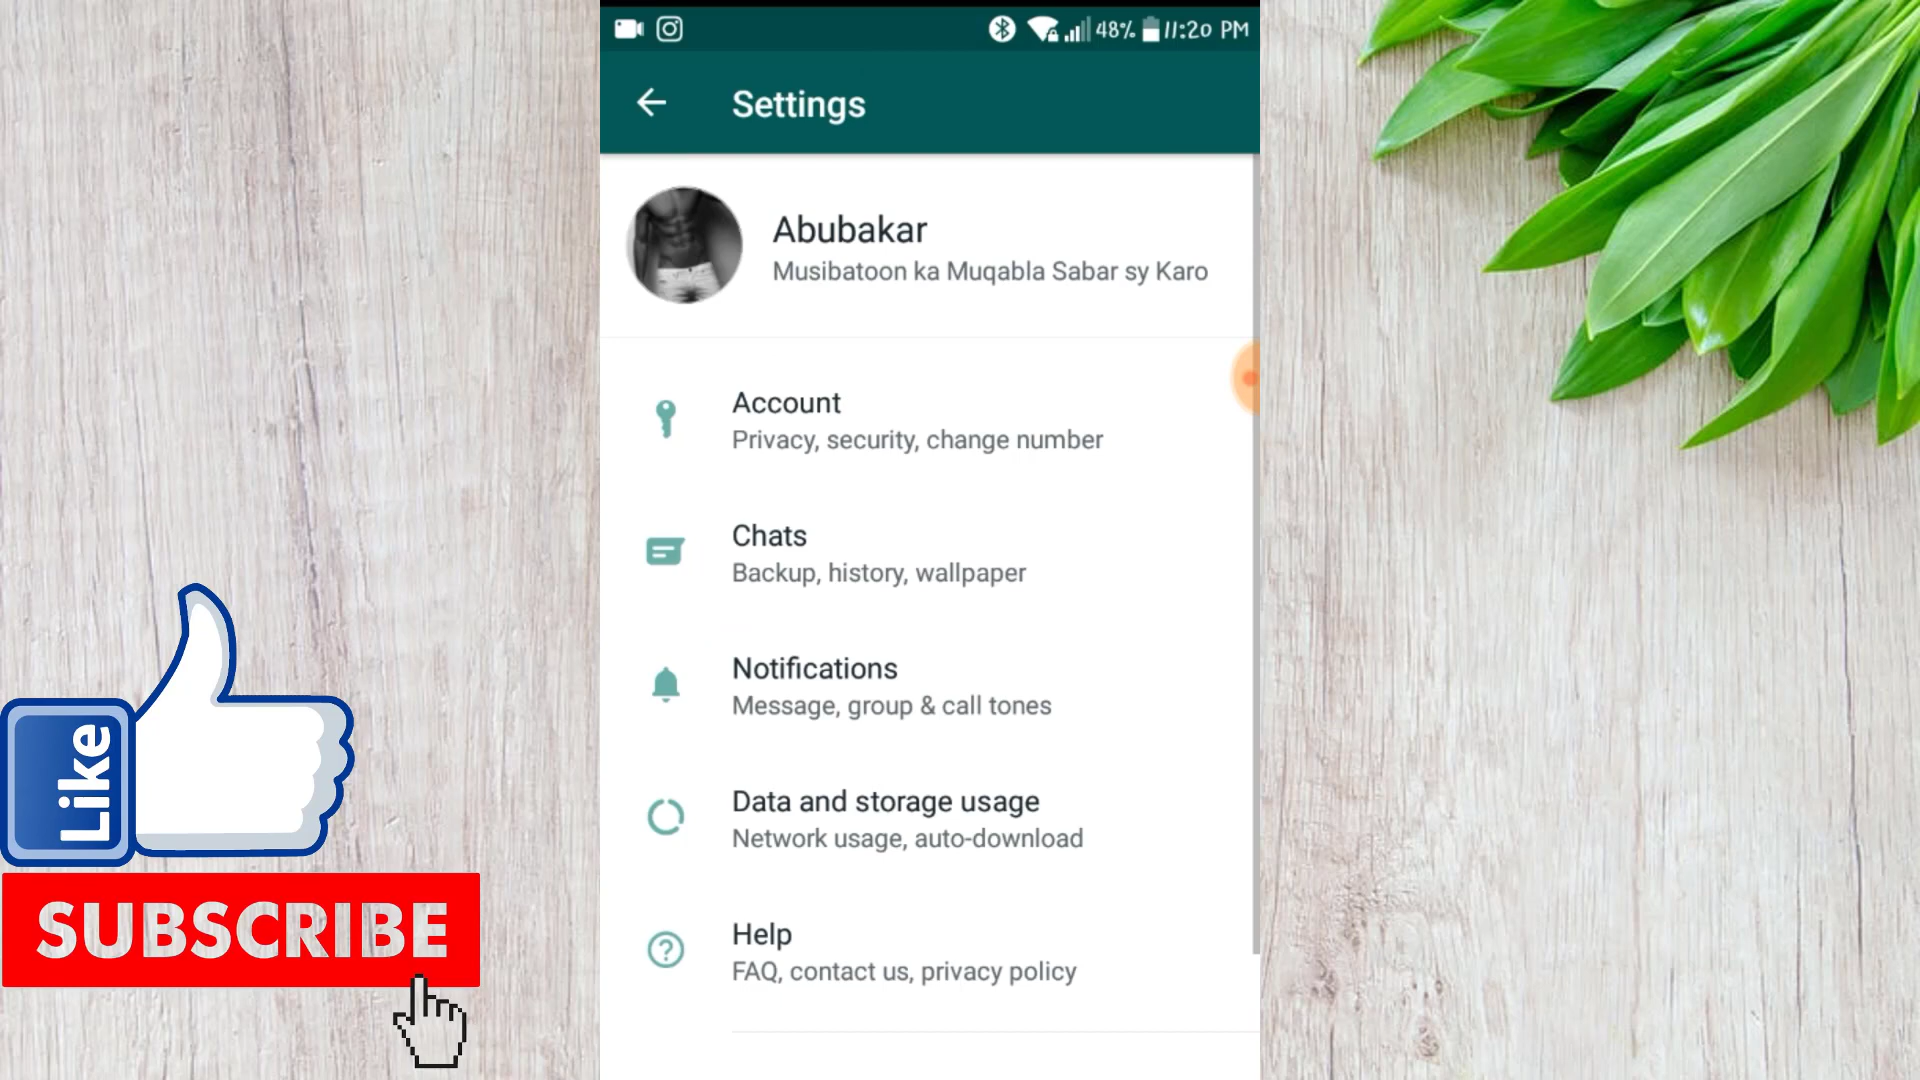 48% 11:20 PM
Settings
Abubakar
Musibatoon ka Muqabla Sabar sy Karo
Account
Privacy, security, change number
Chats
Backup, history, wallpaper
Notifications
Message, group & call tones
Data and storage usage
Network usage, auto-download
Help
FAQ, contact us, privacy policy
Like
SUBSCRIBE